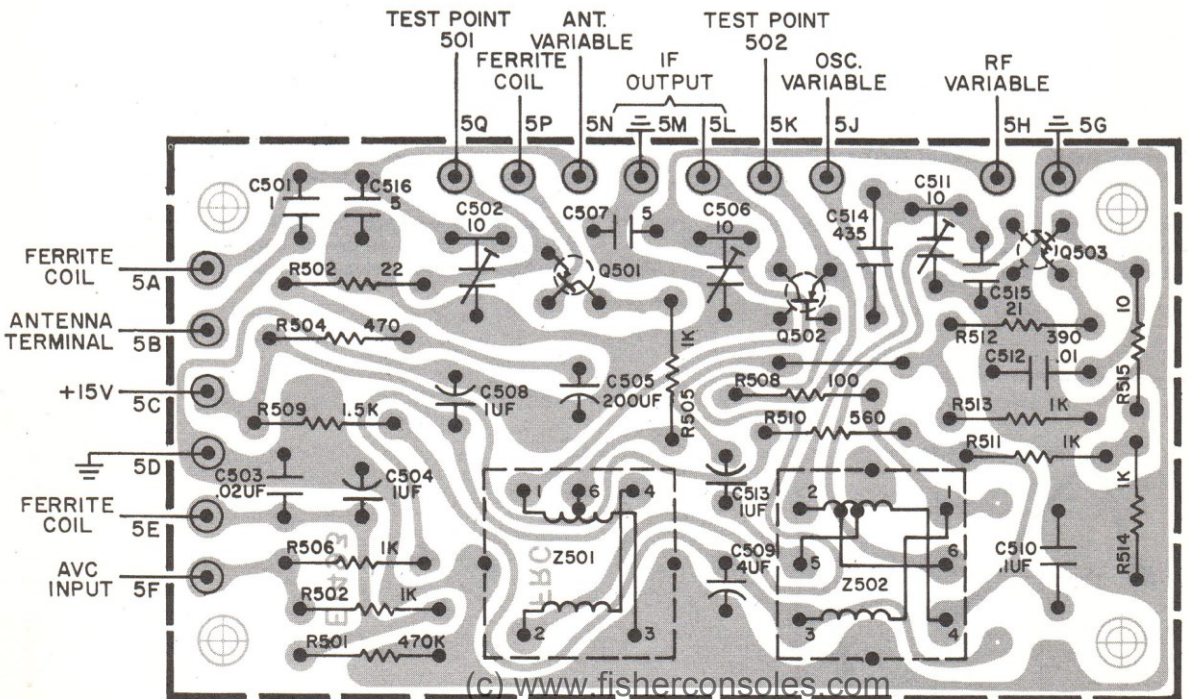 TEST POINT
501
ANT.
VARIABLE
FERRITE
COIL
IF
OUTPUT
TEST POINT
502
OSC.
VARIABLE
RF
VARIABLE
5Q
5P
5N
5M
5L
5K
5J
5H
5G
FERRITE
COIL
5A
ANTENNA
TERMINAL
5B
+15V
5C
5D
FERRITE
COIL
5E
AVC
INPUT
5F
C501
1
C516
5
C502
10
C507
5
C506
10
C514
435
C511
10
Q501
Q502
Q503
R502 22
R504 470
C515
21
R512 390
C512 .01
10
R515
1K
R505
C508
1UF
C505
200UF
R508 100
R510 560
R513 1K
R511 1K
R509 1.5K
C503
.02UF
C504
1UF
1 6 4
Z501
2 3
C513
1UF
C509
4UF
2 1
5 6
Z502
3 4
C510
.1UF
1K
R514
R506 1K
R502 1K
R501 470K
(c) www.fisherconsoles.com